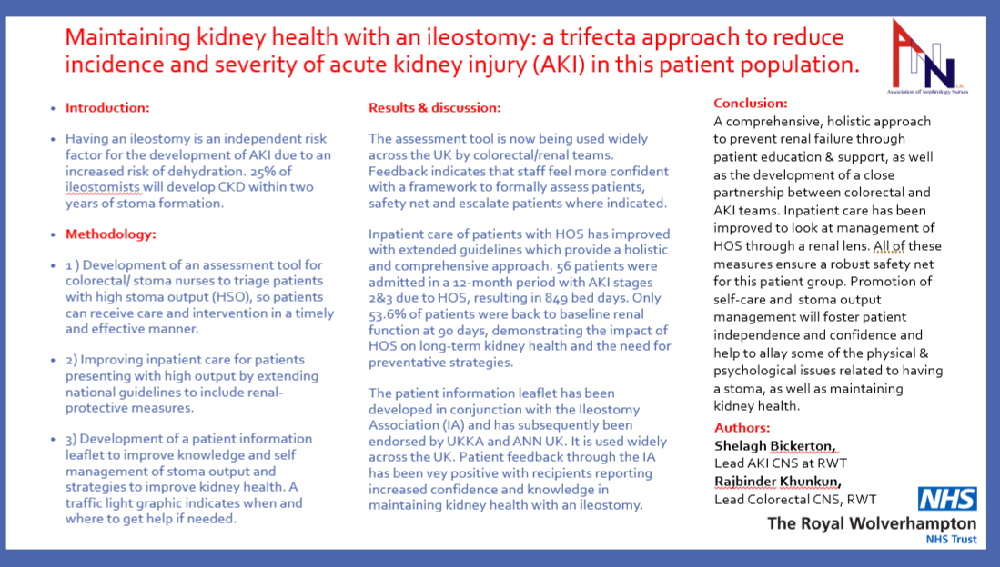 Maintaining kidney health with an ileostomy: a trifecta approach to reduce
incidence and severity of acute kidney injury (AKI) in this patient population.
ANN
UK
Association of Nephrology Nurses
• Introduction:
• Having an ileostomy is an independent risk
factor for the development of AKI due to an
increased risk of dehydration. 25% of
ileostomists will develop CKD within two
years of stoma formation.
• Methodology:
• 1 ) Development of an assessment tool for
colorectal/ stoma nurses to triage patients
with high stoma output (HSO), so patients
can receive care and intervention in a timely
and effective manner.
• 2) Improving inpatient care for patients
presenting with high output by extending
national guidelines to include renal-
protective measures.
• 3) Development of a patient information
leaflet to improve knowledge and self
management of stoma output and
strategies to improve kidney health. A
traffic light graphic indicates when and
where to get help if needed.
Results & discussion:
The assessment tool is now being used widely
across the UK by colorectal/renal teams.
Feedback indicates that staff feel more confident
with a framework to formally assess patients,
safety net and escalate patients where indicated.
Inpatient care of patients with HOS has improved
with extended guidelines which provide a holistic
and comprehensive approach. 56 patients were
admitted in a 12-month period with AKI stages
2&3 due to HOS, resulting in 849 bed days. Only
53.6% of patients were back to baseline renal
function at 90 days, demonstrating the impact of
HOS on long-term kidney health and the need for
preventative strategies.
The patient information leaflet has been
developed in conjunction with the Ileostomy
Association (IA) and has subsequently been
endorsed by UKKA and ANN UK. It is used widely
across the UK. Patient feedback through the IA
has been vey positive with recipients reporting
increased confidence and knowledge in
maintaining kidney health with an ileostomy.
Conclusion:
A comprehensive, holistic approach
to prevent renal failure through
patient education & support, as well
as the development of a close
partnership between colorectal and
AKI teams. Inpatient care has been
improved to look at management of
HOS through a renal lens. All of these
measures ensure a robust safety net
for this patient group. Promotion of
self-care and  stoma output
management will foster patient
independence and confidence and
help to allay some of the physical &
psychological issues related to having
a stoma, as well as maintaining
kidney health.
Authors:
Shelagh Bickerton,
Lead AKI CNS at RWT
Rajbinder Khunkun,
Lead Colorectal CNS, RWT
NHS
The Royal Wolverhampton
NHS Trust